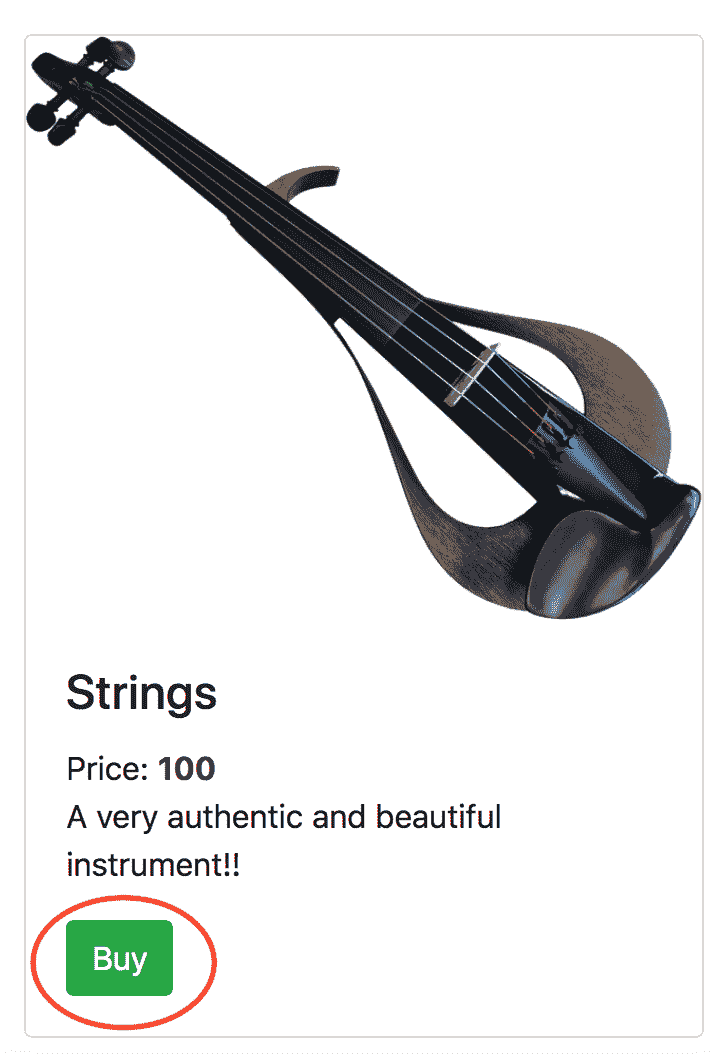 Strings
Price: 100
A very authentic and beautiful
instrument!!
Buy